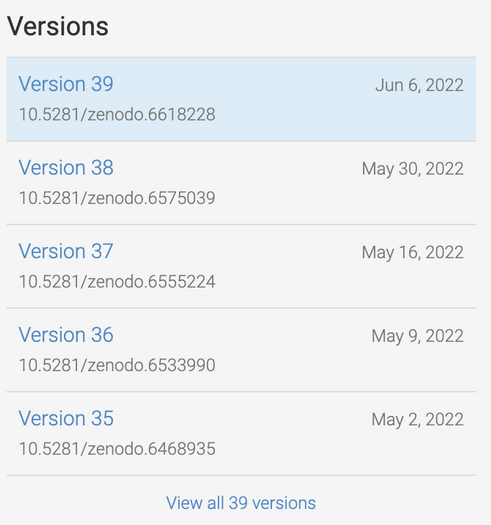 Versions
Version 39 Jun 6, 2022
10.5281/zenodo.6618228
Version 38 May 30, 2022
10.5281/zenodo.6575039
Version 37 May 16, 2022
10.5281/zenodo.6555224
Version 36 May 9, 2022
10.5281/zenodo.6533990
Version 35 May 2, 2022
10.5281/zenodo.6468935
View all 39 versions